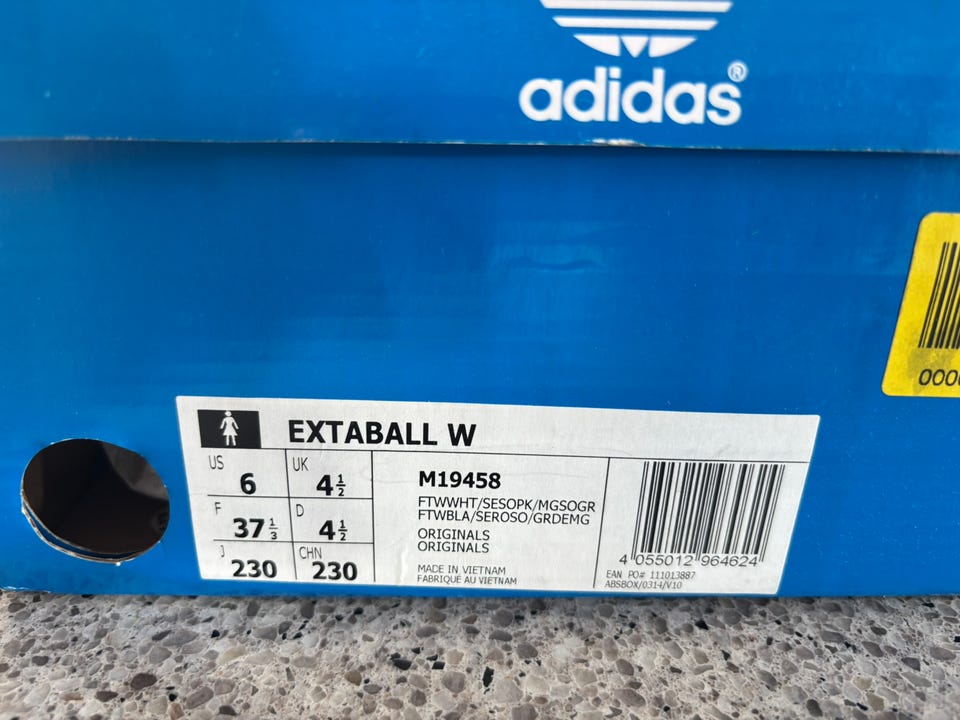 adidas®
000
EXTABALL W
US 6 UK 4½
F 37⅓ D 4½
J 230 CHN 230
M19458
FTWWHT/SESOPK/MGSOGR
FTWBLA/SEROSO/GRDEMG
ORIGINALS
ORIGINALS
MADE IN VIETNAM
FABRIQUÉ AU VIETNAM
4 055012 964624
EAN PO# 111013887
ABSBOX/0314/V10